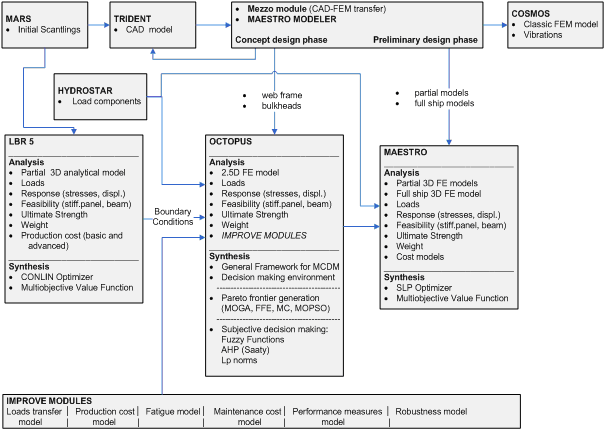 MARS
• Initial Scantlings
TRIDENT
• CAD model
• Mezzo module (CAD-FEM transfer)
• MAESTRO MODELER
Concept design phase
Preliminary design phase
COSMOS
• Classic FEM model
• Vibrations
HYDROSTAR
• Load components
• web frame
• bulkheads
• partial models
• full ship models
LBR 5
Analysis
• Partial 3D analytical model
• Loads
• Response (stresses, displ.)
• Feasibility (stiff.panel, beam)
• Ultimate Strength
• Weight
• Production cost (basic and
advanced)
Synthesis
• CONLIN Optimizer
• Multiobjective Value Function
Boundary
Conditions
OCTOPUS
Analysis
• 2.5D FE model
• Loads
• Response (stresses, displ.)
• Feasibility (stiff.panel, beam)
• Ultimate Strength
• Weight
• IMPROVE MODULES
Synthesis
• General Framework for MCDM
• Decision making environment
• Pareto frontier generation
(MOGA, FFE, MC, MOPSO)
• Subjective decision making:
Fuzzy Functions
AHP (Saaty)
Lp norms
MAESTRO
Analysis
• Partial 3D FE models
• Full ship 3D FE model
• Loads
• Response (stresses, displ.)
• Feasibility (stiff.panel, beam)
• Ultimate Strength
• Weight
• Cost models
Synthesis
• SLP Optimizer
• Multiobjective Value Function
IMPROVE MODULES
Loads transfer
model
Production cost
model
Fatigue model
Maintenance cost
model
Performance measures
model
Robustness model